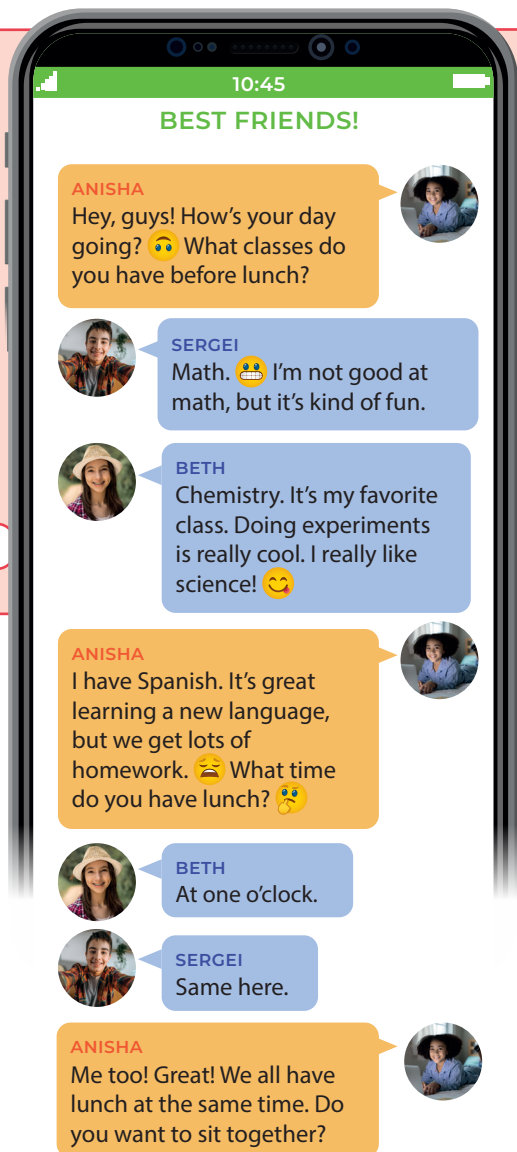 10:45
BEST FRIENDS!
ANISHA
Hey, guys! How’s your day
going? 🙃 What classes do
you have before lunch?
SERGEI
Math. 😬 I’m not good at
math, but it’s kind of fun.
BETH
Chemistry. It’s my favorite
class. Doing experiments
is really cool. I really like
science! 😋
ANISHA
I have Spanish. It’s great
learning a new language,
but we get lots of
homework. 😫 What time
do you have lunch? 🤔
BETH
At one o’clock.
SERGEI
Same here.
ANISHA
Me too! Great! We all have
lunch at the same time. Do
you want to sit together?